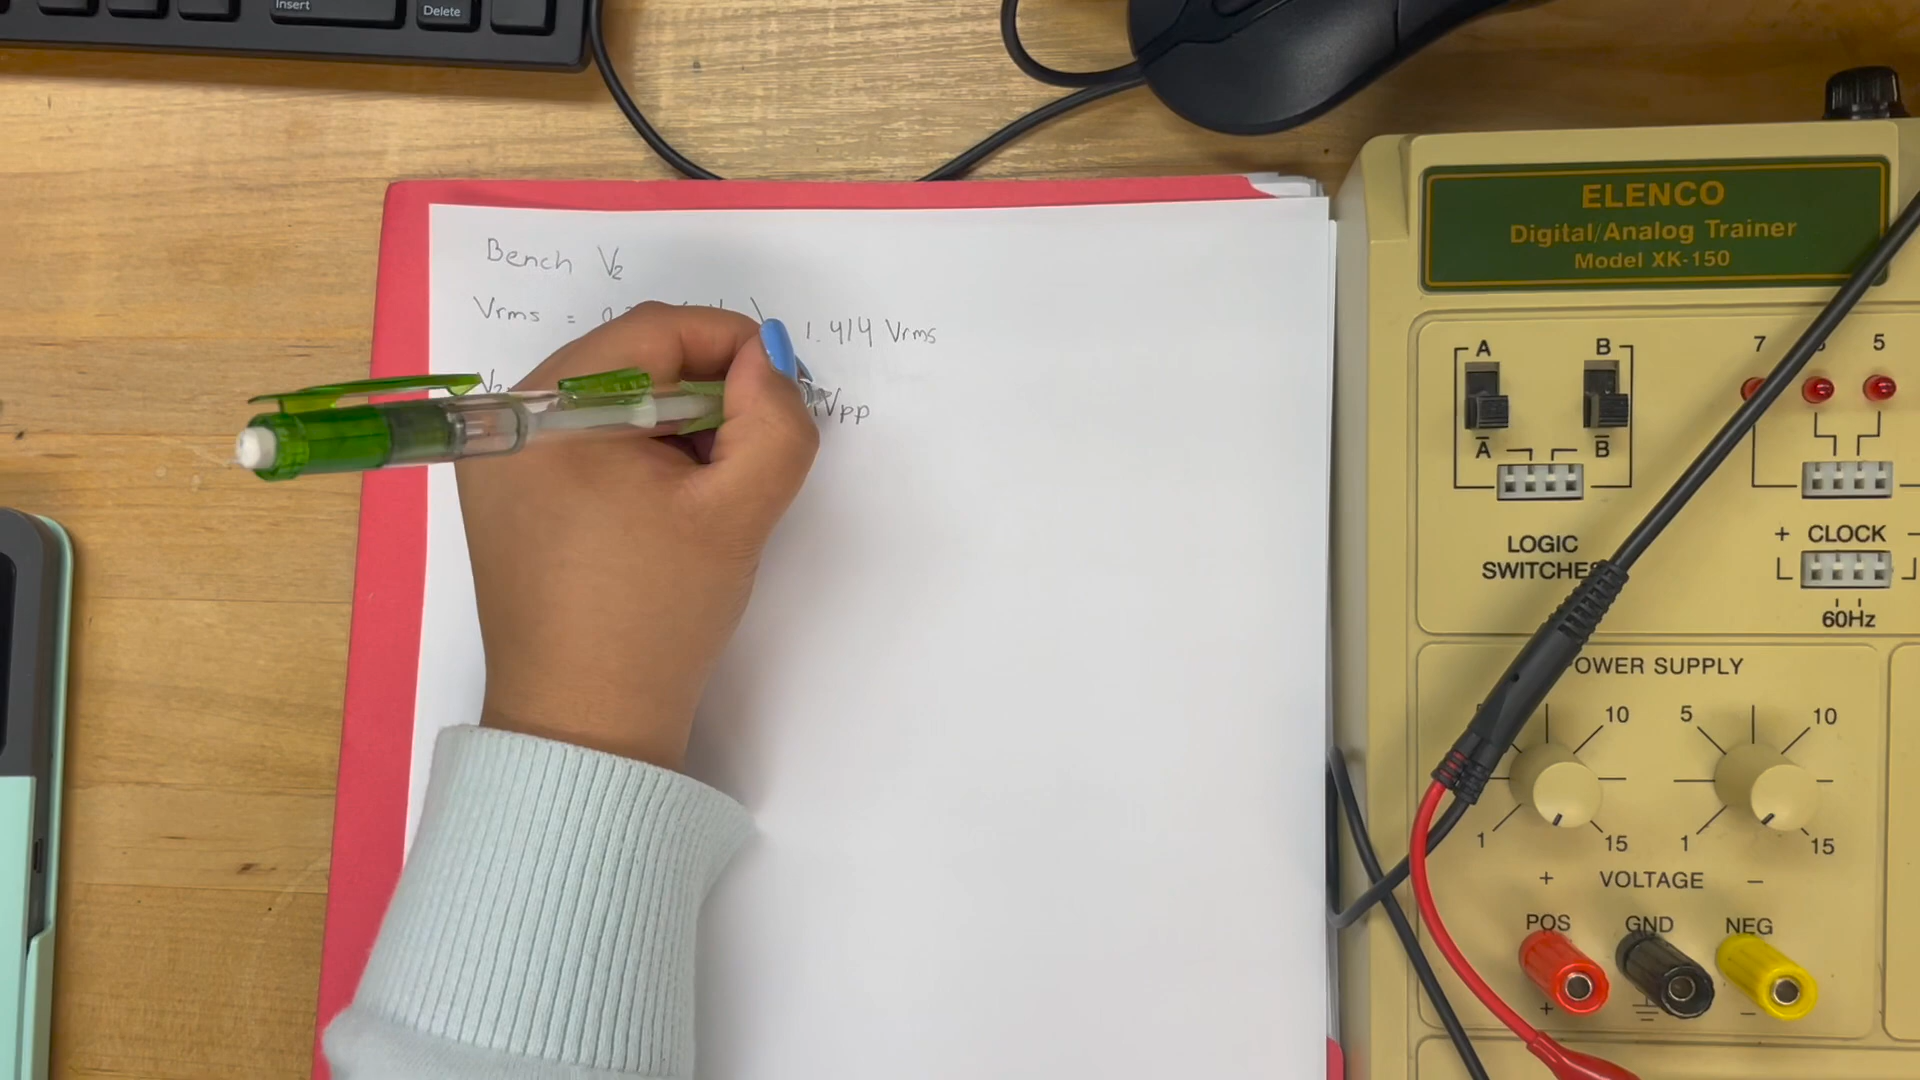 Insert
Delete
Bench V2
Vrms =
1.414 Vrms
Vpp
ELENCO
Digital/Analog Trainer
Model XK-150
A B
A̅ B̅
LOGIC
SWITCHES
7 5
+ CLOCK −
60Hz
POWER SUPPLY
10 5 10
1 15 1 15
+ VOLTAGE −
POS GND NEG
+ −